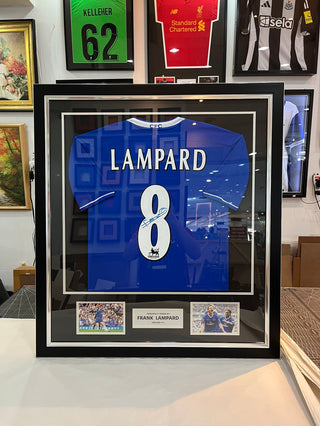 KELLEHER
62
Standard
Chartered
sela
LAMPARD
8
FRANK LAMPARD